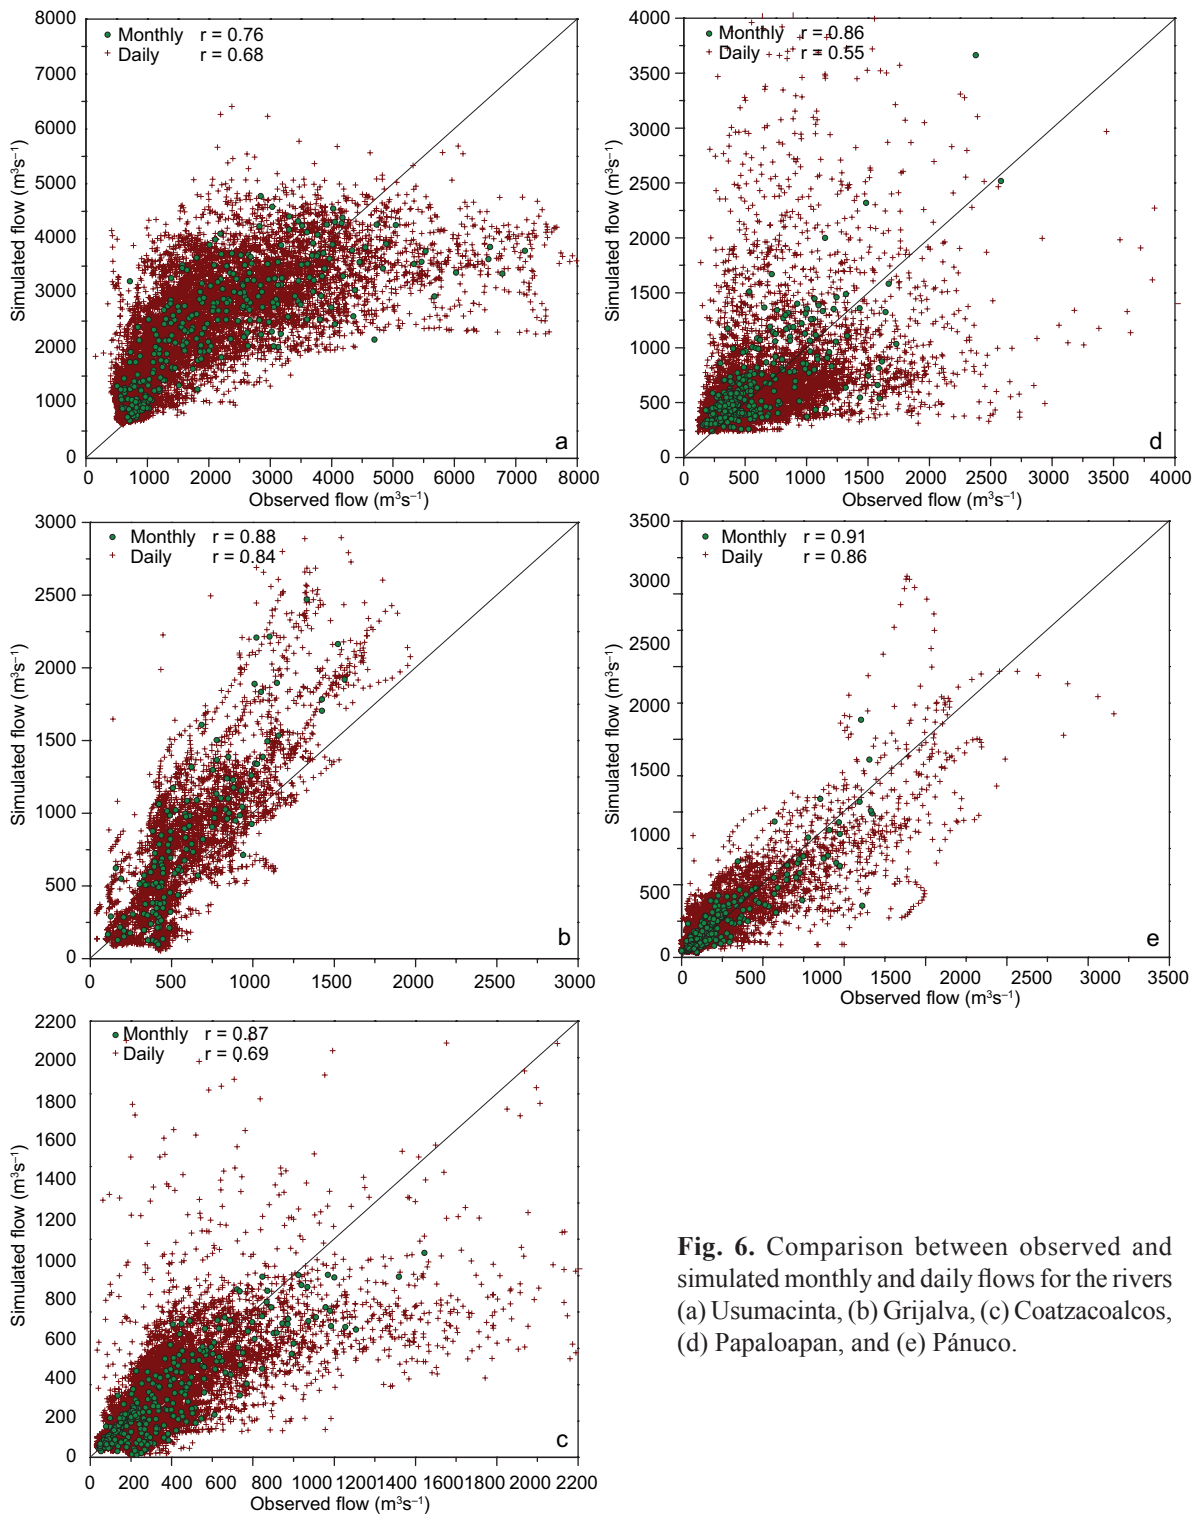 8000
7000
6000
5000
4000
3000
2000
1000
0
Simulated flow (m³s⁻¹)
Monthly r = 0.76
Daily r = 0.68
a
0 1000 2000 3000 4000 5000 6000 7000 8000
Observed flow (m³s⁻¹)
4000
3500
3000
2500
2000
1500
1000
500
0
Simulated flow (m³s⁻¹)
Monthly r = 0.86
Daily r = 0.55
d
0 500 1000 1500 2000 2500 3000 3500 4000
Observed flow (m³s⁻¹)
3000
2500
2000
1500
1000
500
0
Simulated flow (m³s⁻¹)
Monthly r = 0.88
Daily r = 0.84
b
0 500 1000 1500 2000 2500 3000
3500
3000
2500
2000
1500
1000
500
0
Simulated flow (m³s⁻¹)
Monthly r = 0.91
Daily r = 0.86
e
0 500 1000 1500 2000 2500 3000 3500
Observed flow (m³s⁻¹)
2200
2000
1800
1600
1400
1200
1000
800
600
400
200
0
Simulated flow (m³s⁻¹)
Monthly r = 0.87
Daily r = 0.69
c
0 200 400 600 800 1000 1200 1400 1600 1800 2000 2200
Observed flow (m³s⁻¹)
Fig. 6. Comparison between observed and
simulated monthly and daily flows for the rivers
(a) Usumacinta, (b) Grijalva, (c) Coatzacoalcos,
(d) Papaloapan, and (e) Pánuco.